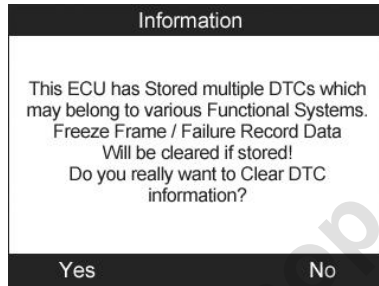 Information
This ECU has Stored multiple DTCs which
may belong to various Functional Systems.
Freeze Frame / Failure Record Data
Will be cleared if stored!
Do you really want to Clear DTC
information?
Yes No